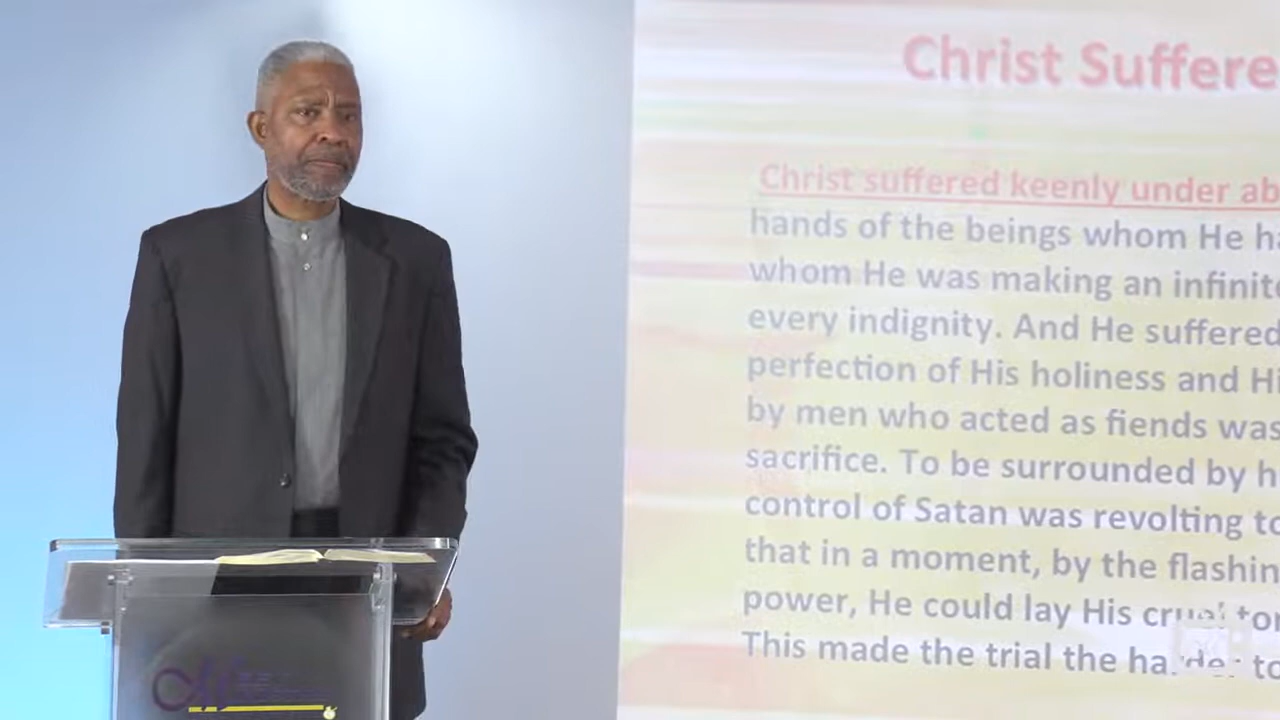 Christ Suffere
Christ suffered keenly under ab
hands of the beings whom He ha
whom He was making an infinite
every indignity. And He suffered
perfection of His holiness and Hi
by men who acted as fiends was
sacrifice. To be surrounded by h
control of Satan was revolting to
that in a moment, by the flashin
power, He could lay His cruel tor
This made the trial the harder to